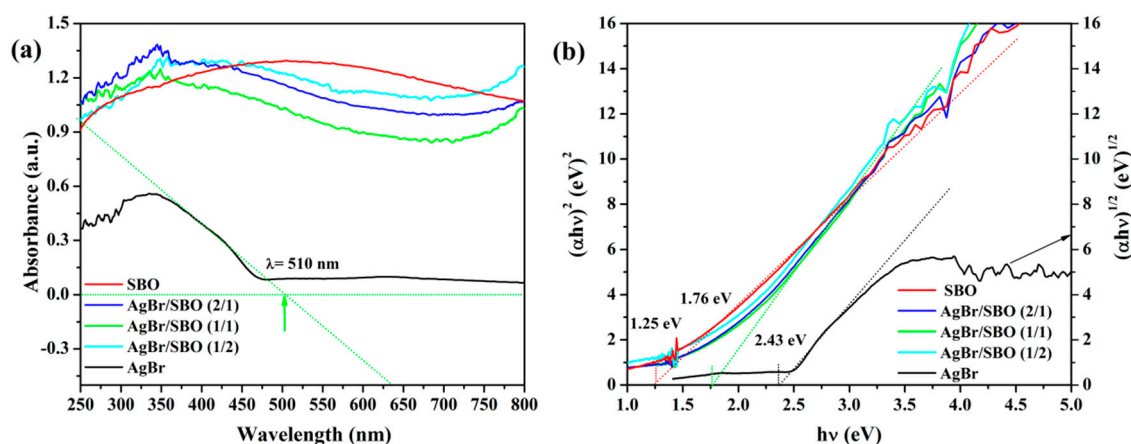 (a)
1.5
1.2
0.9
0.6
0.3
0.0
-0.3
Absorbance (a.u.)
λ= 510 nm
SBO
AgBr/SBO (2/1)
AgBr/SBO (1/1)
AgBr/SBO (1/2)
AgBr
250 300 350 400 450 500 550 600 650 700 750 800
Wavelength (nm)
(b)
16
14
12
10
8
6
4
2
0
(αhν)² (eV)²
1.25 eV
1.76 eV
2.43 eV
SBO
AgBr/SBO (2/1)
AgBr/SBO (1/1)
AgBr/SBO (1/2)
AgBr
1.0 1.5 2.0 2.5 3.0 3.5 4.0 4.5 5.0
hν (eV)
16
14
12
10
8
6
4
2
0
(αhν)^1/2 (eV)^1/2